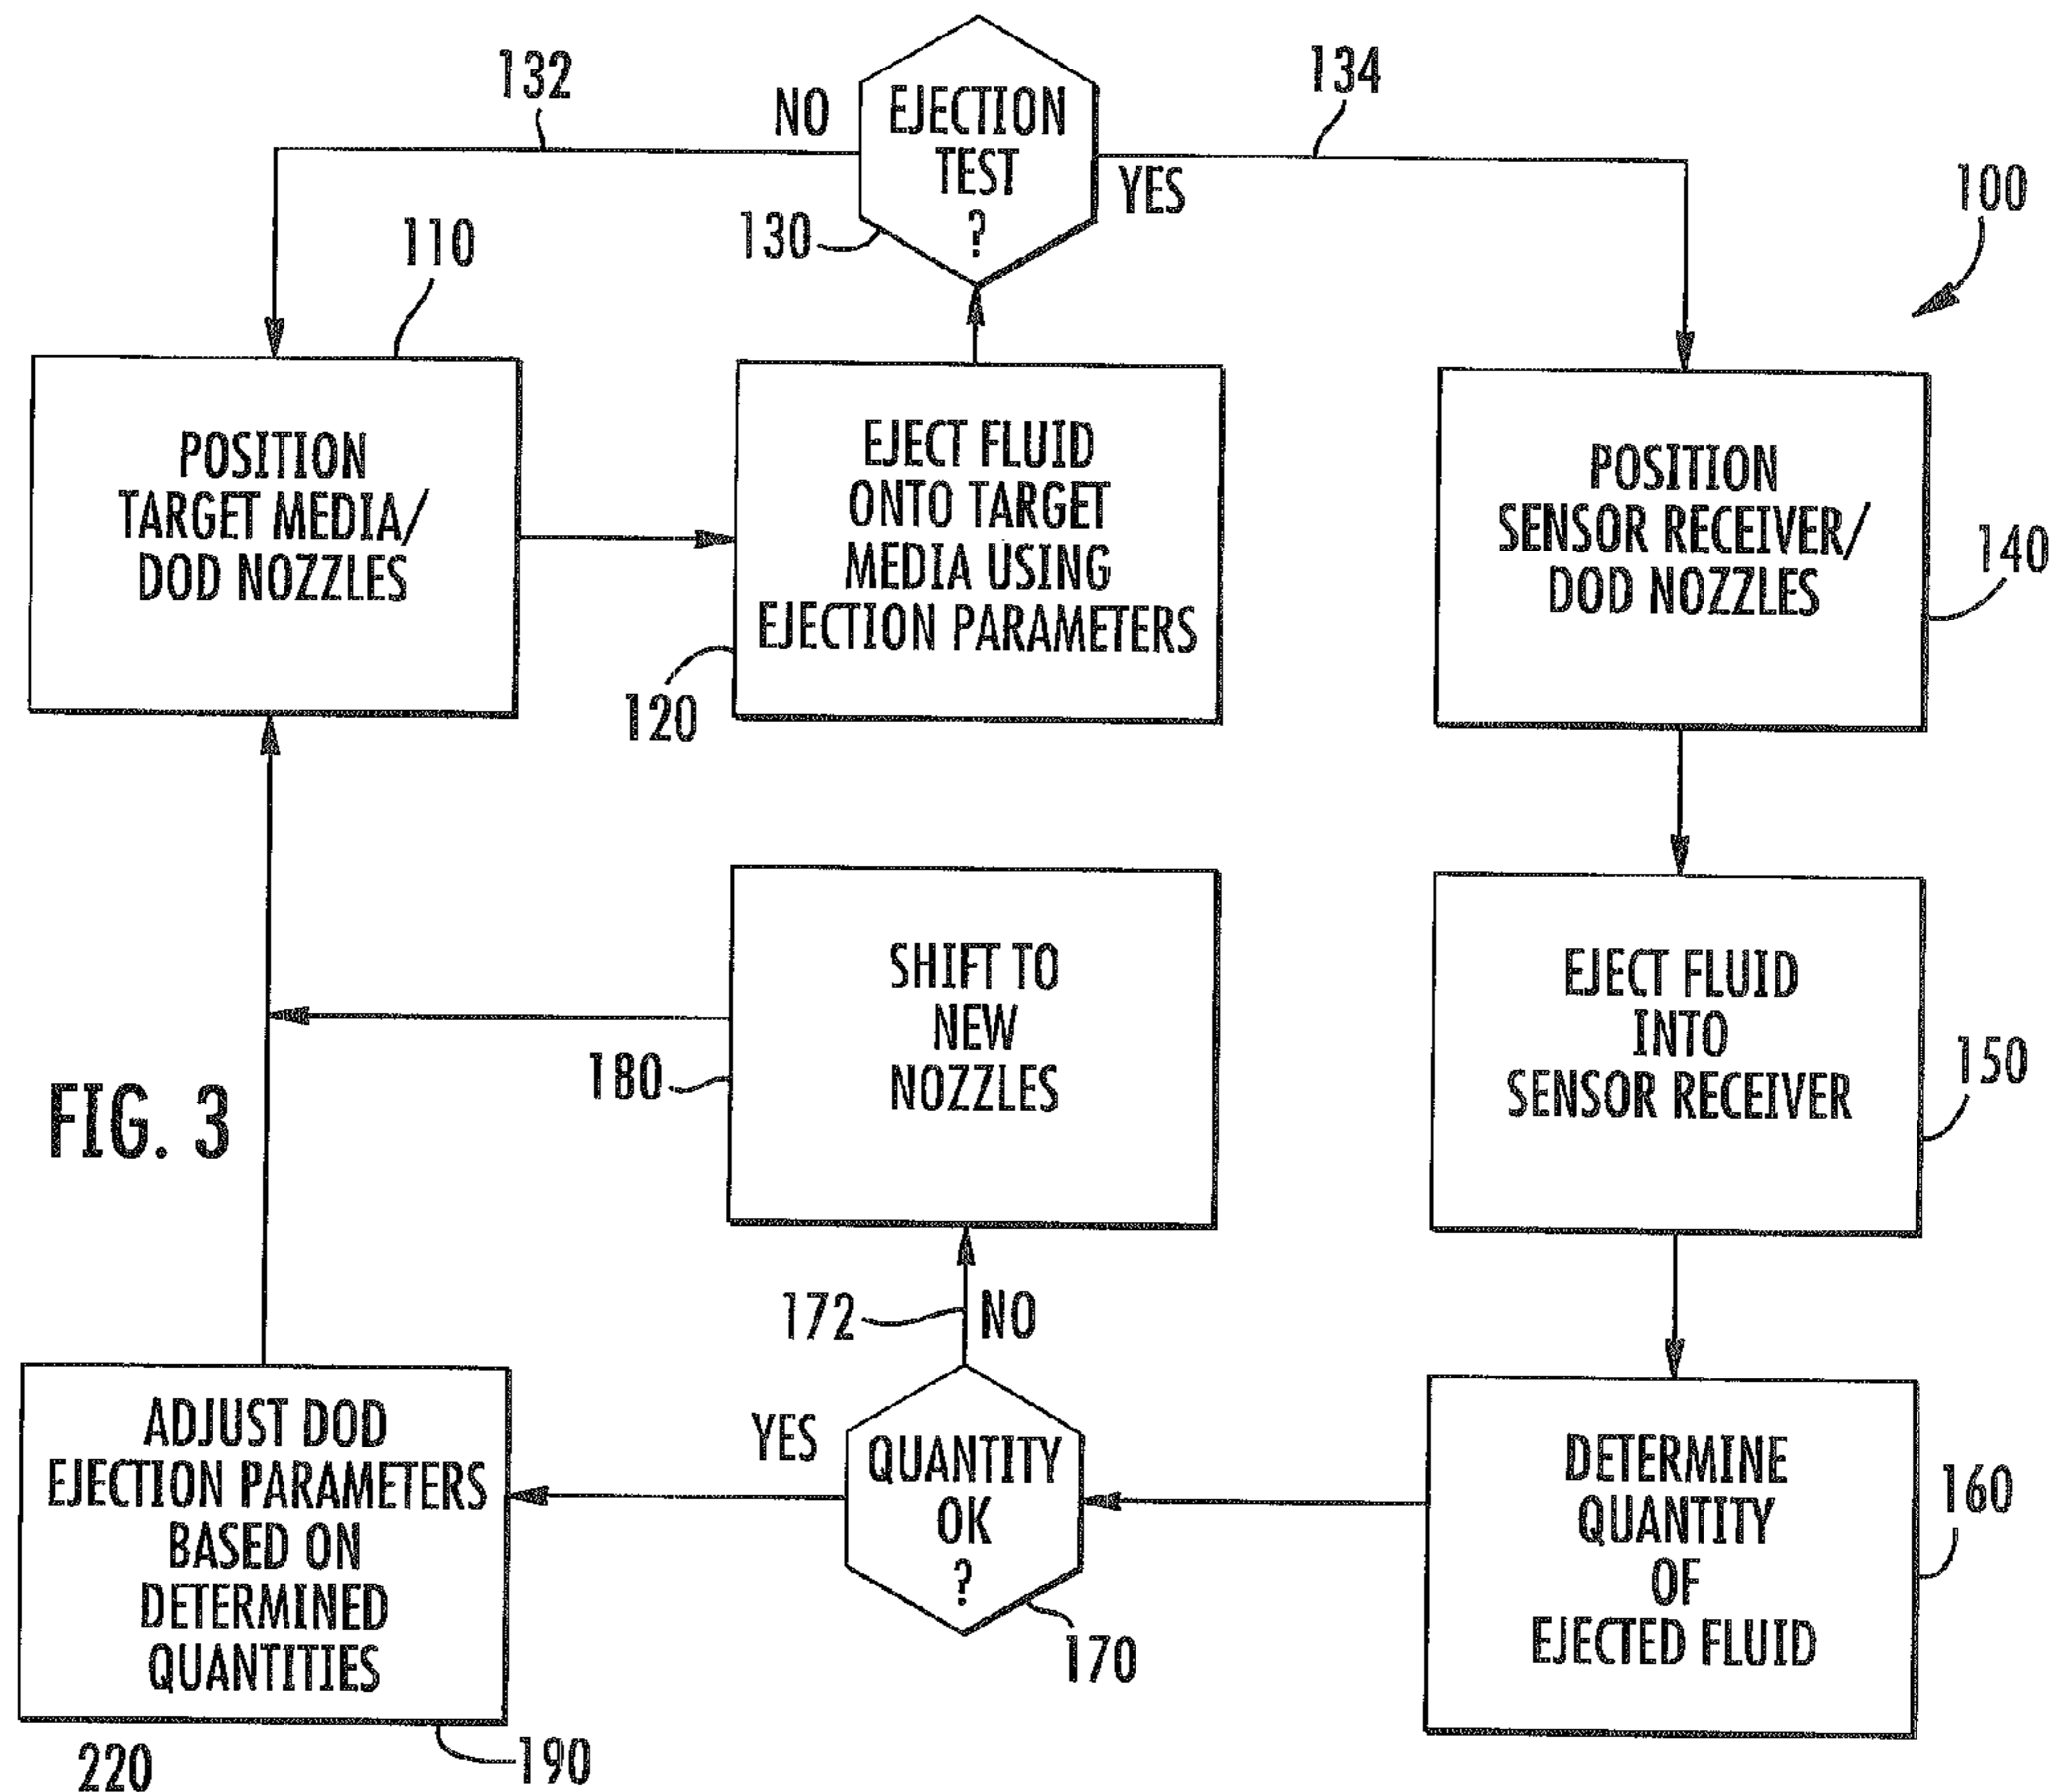 132
NO
EJECTION
TEST
?
130
YES
134
100
110
POSITION
TARGET MEDIA/
DOD NOZZLES
EJECT FLUID
ONTO TARGET
MEDIA USING
EJECTION PARAMETERS
120
POSITION
SENSOR RECEIVER/
DOD NOZZLES
140
SHIFT TO
NEW
NOZZLES
180
EJECT FLUID
INTO
SENSOR RECEIVER
150
FIG. 3
172
NO
ADJUST DOD
EJECTION PARAMETERS
BASED ON
DETERMINED
QUANTITIES
190
220
YES
QUANTITY
OK
?
170
DETERMINE
QUANTITY
OF
EJECTED FLUID
160